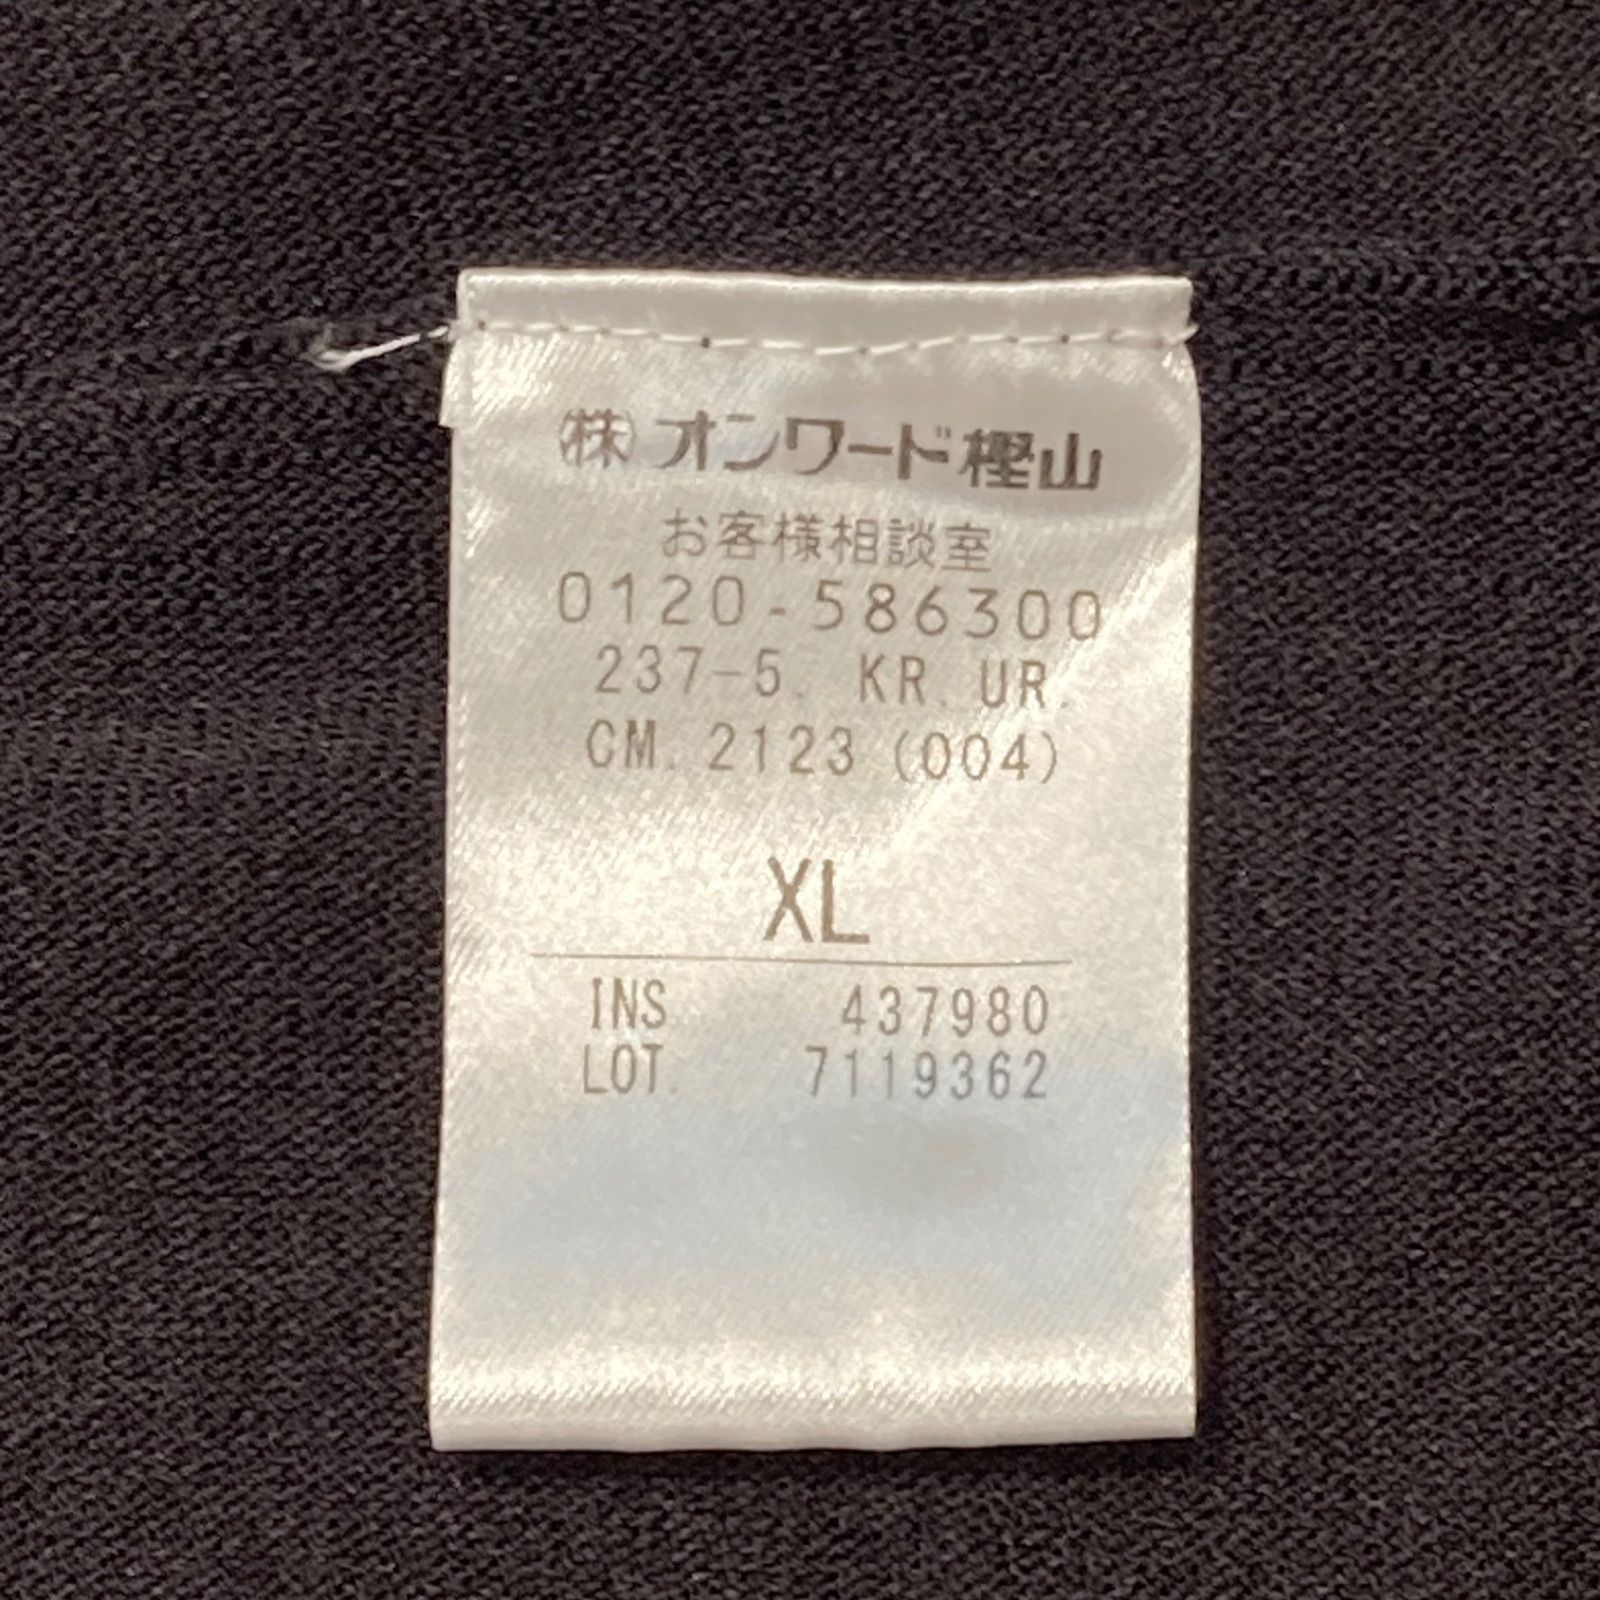 ㈱オンワード樫山
お客様相談室
0120-586300
237-5. KR. UR.
CM. 2123 (004)
XL
INS 437980
LOT. 7119362